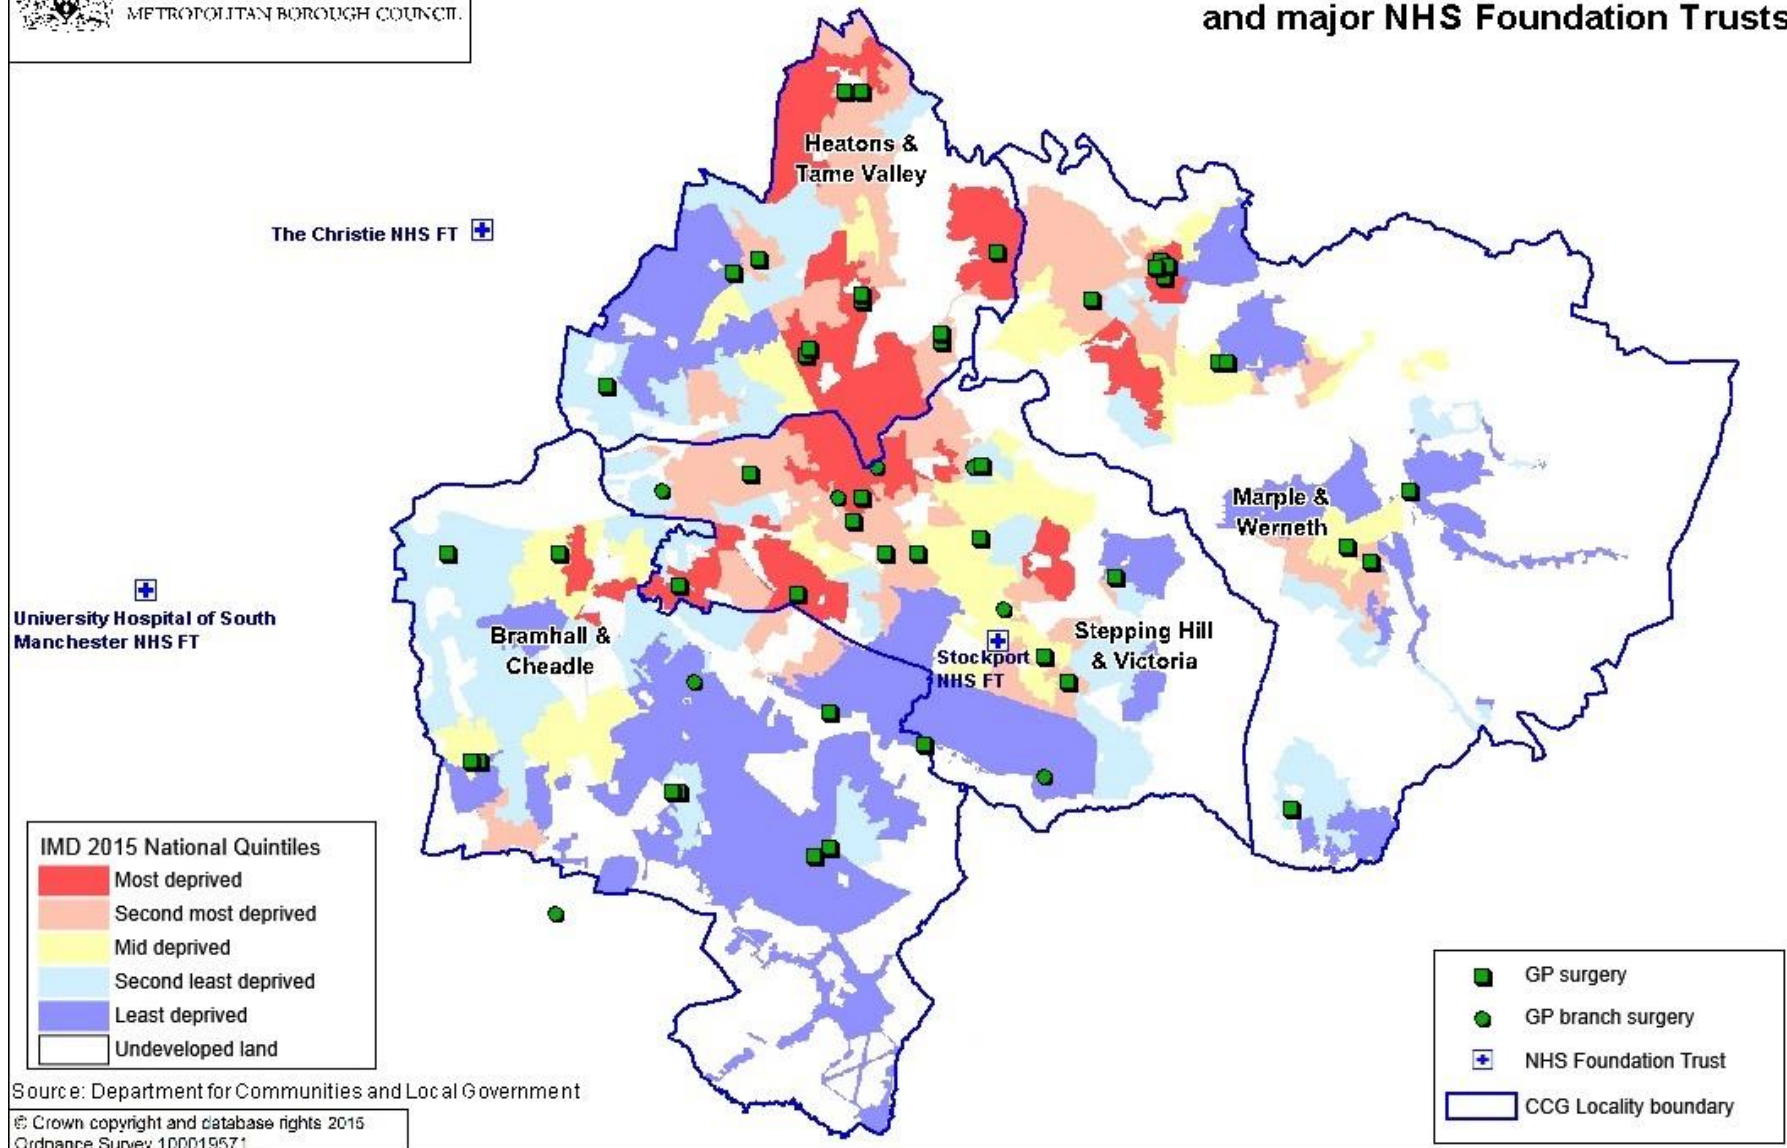 METROPOLITAN BOROUGH COUNCIL
and major NHS Foundation Trusts
Heatons &
Tame Valley
The Christie NHS FT
Marple &
Werneth
University Hospital of South
Manchester NHS FT
Bramhall &
Cheadle
Stepping Hill
& Victoria
Stockport
NHS FT
IMD 2015 National Quintiles
Most deprived
Second most deprived
Mid deprived
Second least deprived
Least deprived
Undeveloped land
GP surgery
GP branch surgery
NHS Foundation Trust
CCG Locality boundary
Source: Department for Communities and Local Government
© Crown copyright and database rights 2015
Ordnance Survey 100019571